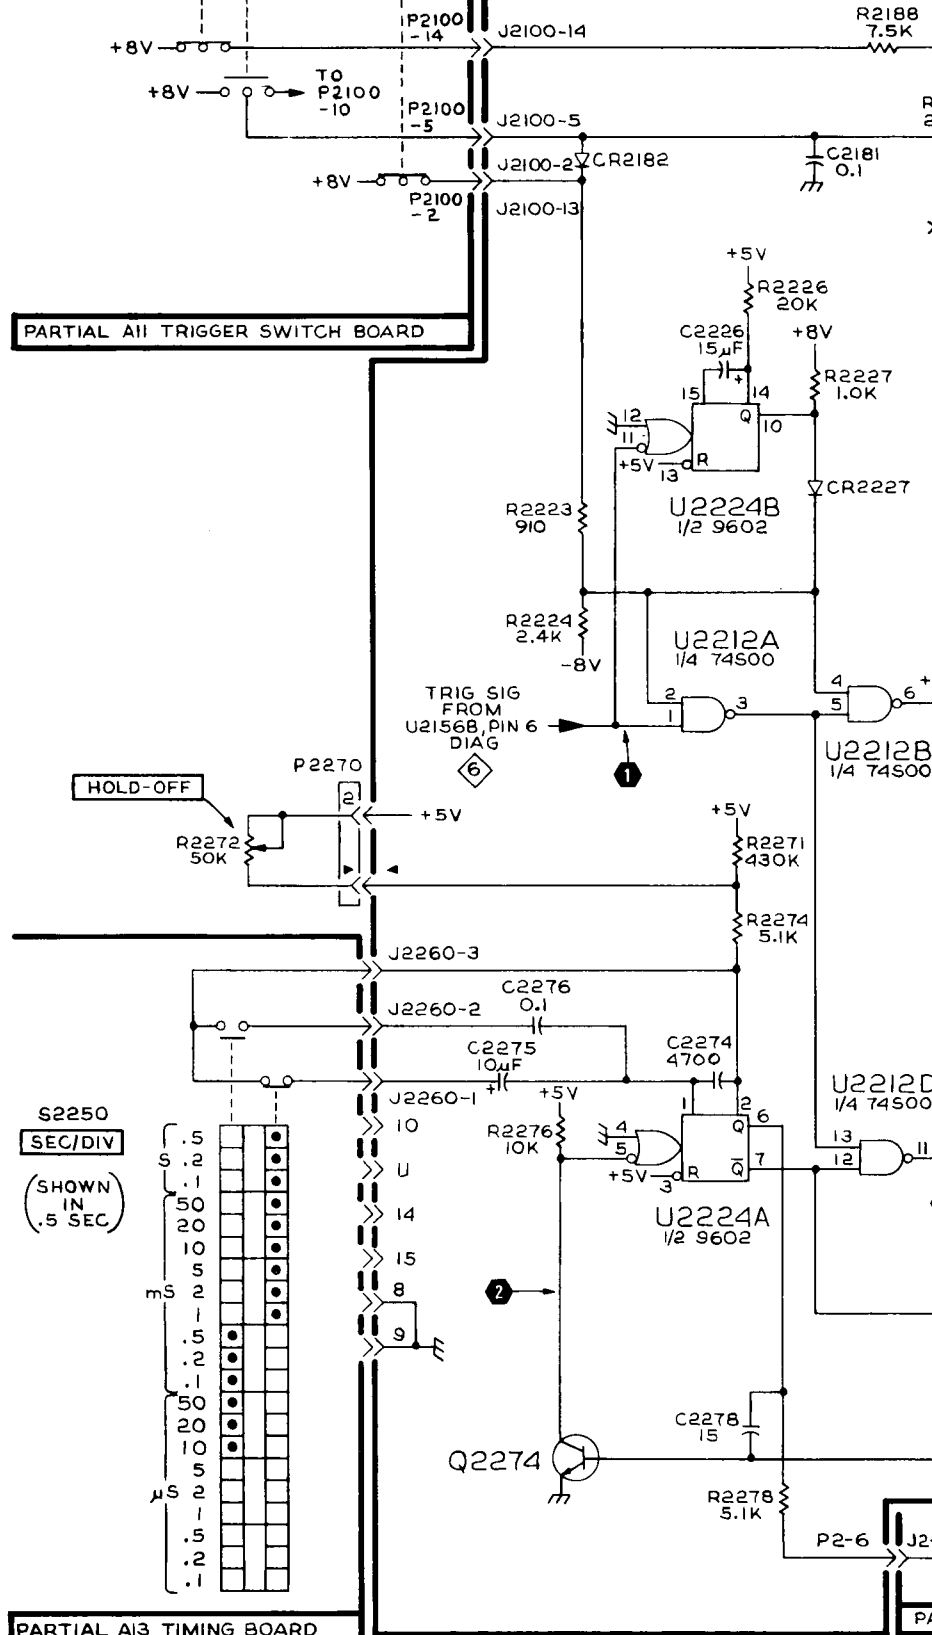 P2100
-14
J2100-14
R2188
7.5K
+8V
TO
P2100
-10
+8V
P2100
-5
J2100-5
J2100-2
CR2182
C2181
0.1
+8V
P2100
-2
J2100-13
+5V
R2226
20K
C2226
15µF
+
+8V
R2227
1.0K
PARTIAL A11 TRIGGER SWITCH BOARD
15
14
12
11
Q
10
+5V
13
R
CR2227
U2224B
1/2 9602
R2223
910
R2224
2.4K
-8V
U2212A
1/4 74S00
TRIG SIG
FROM
U2156B, PIN 6
DIAG
6
2
1
3
4
5
6
+
1
U2212B
1/4 74S00
P2270
HOLD-OFF
2
+5V
+5V
R2272
50K
R2271
430K
R2274
5.1K
J2260-3
C2276
0.1
J2260-2
C2275
10µF
+
C2274
4700
J2260-1
+5V
R2276
10K
1
2
4
5
Q
6
Q̅
7
+5V
3
R
U2224A
1/2 9602
U2212D
1/4 74S00
13
12
11
S2250
SEC/DIV
(SHOWN
IN
.5 SEC)
10
U
14
15
8
9
S
.5
.2
.1
mS
50
20
10
5
2
1
.5
.2
.1
µS
50
20
10
5
2
1
.5
.2
.1
2
C2278
15
Q2274
R2278
5.1K
P2-6
J2-
PARTIAL A13 TIMING BOARD
PA